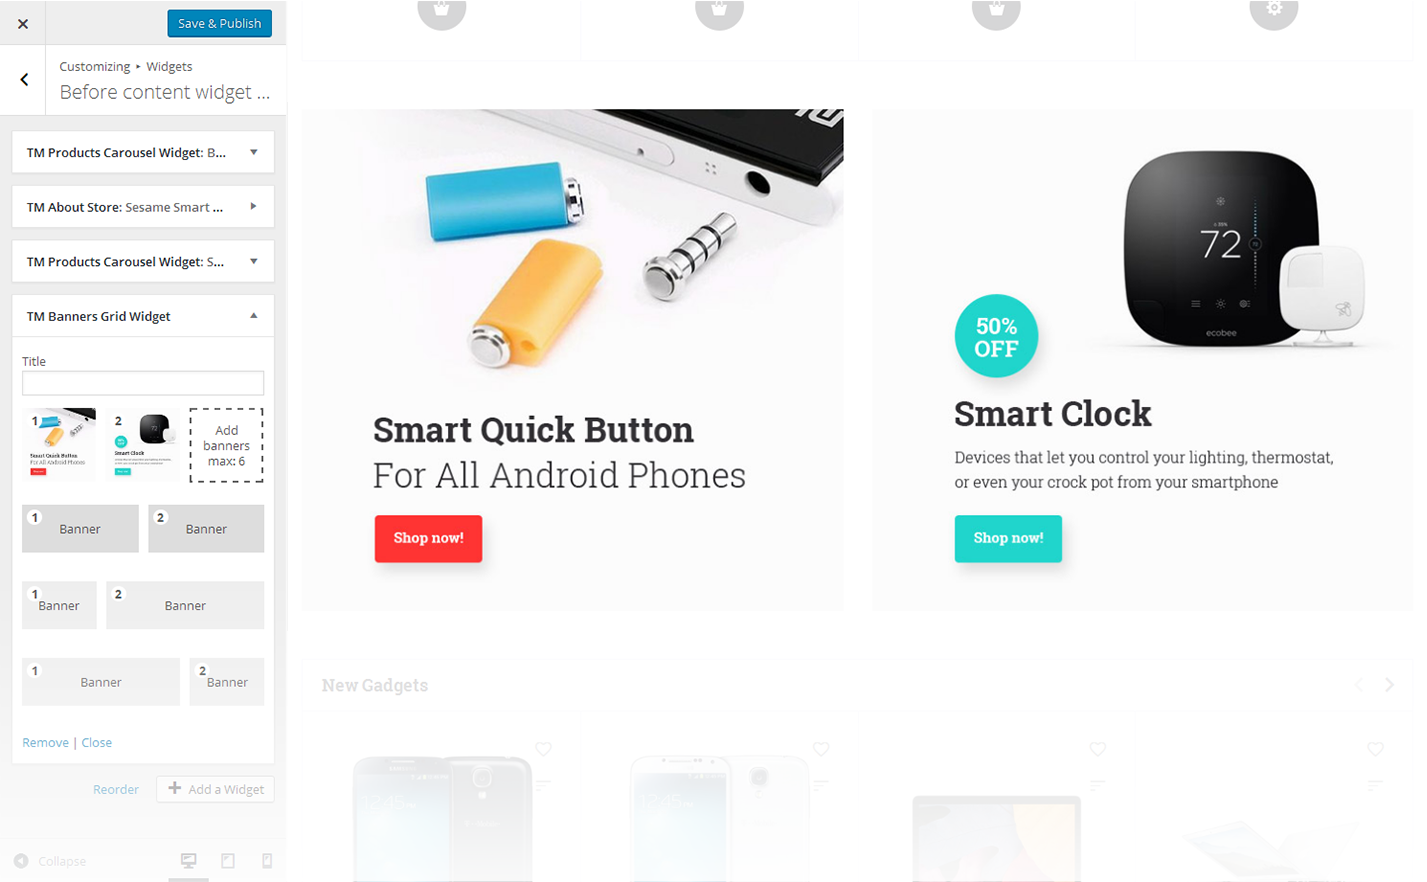 Save & Publish
Customizing ▸ Widgets
Before content widget ...
TM Products Carousel Widget: B...
TM About Store: Sesame Smart ...
TM Products Carousel Widget: S...
TM Banners Grid Widget
Title
1
2
Add
banners
max: 6
1 Banner
2 Banner
1 Banner
2 Banner
1 Banner
2 Banner
Remove | Close
Reorder
Add a Widget
Collapse
Smart Quick Button
For All Android Phones
Shop now!
72
ecobee
50%
OFF
Smart Clock
Devices that let you control your lighting, thermostat,
or even your crock pot from your smartphone
Shop now!
New Gadgets
12:45
12:45